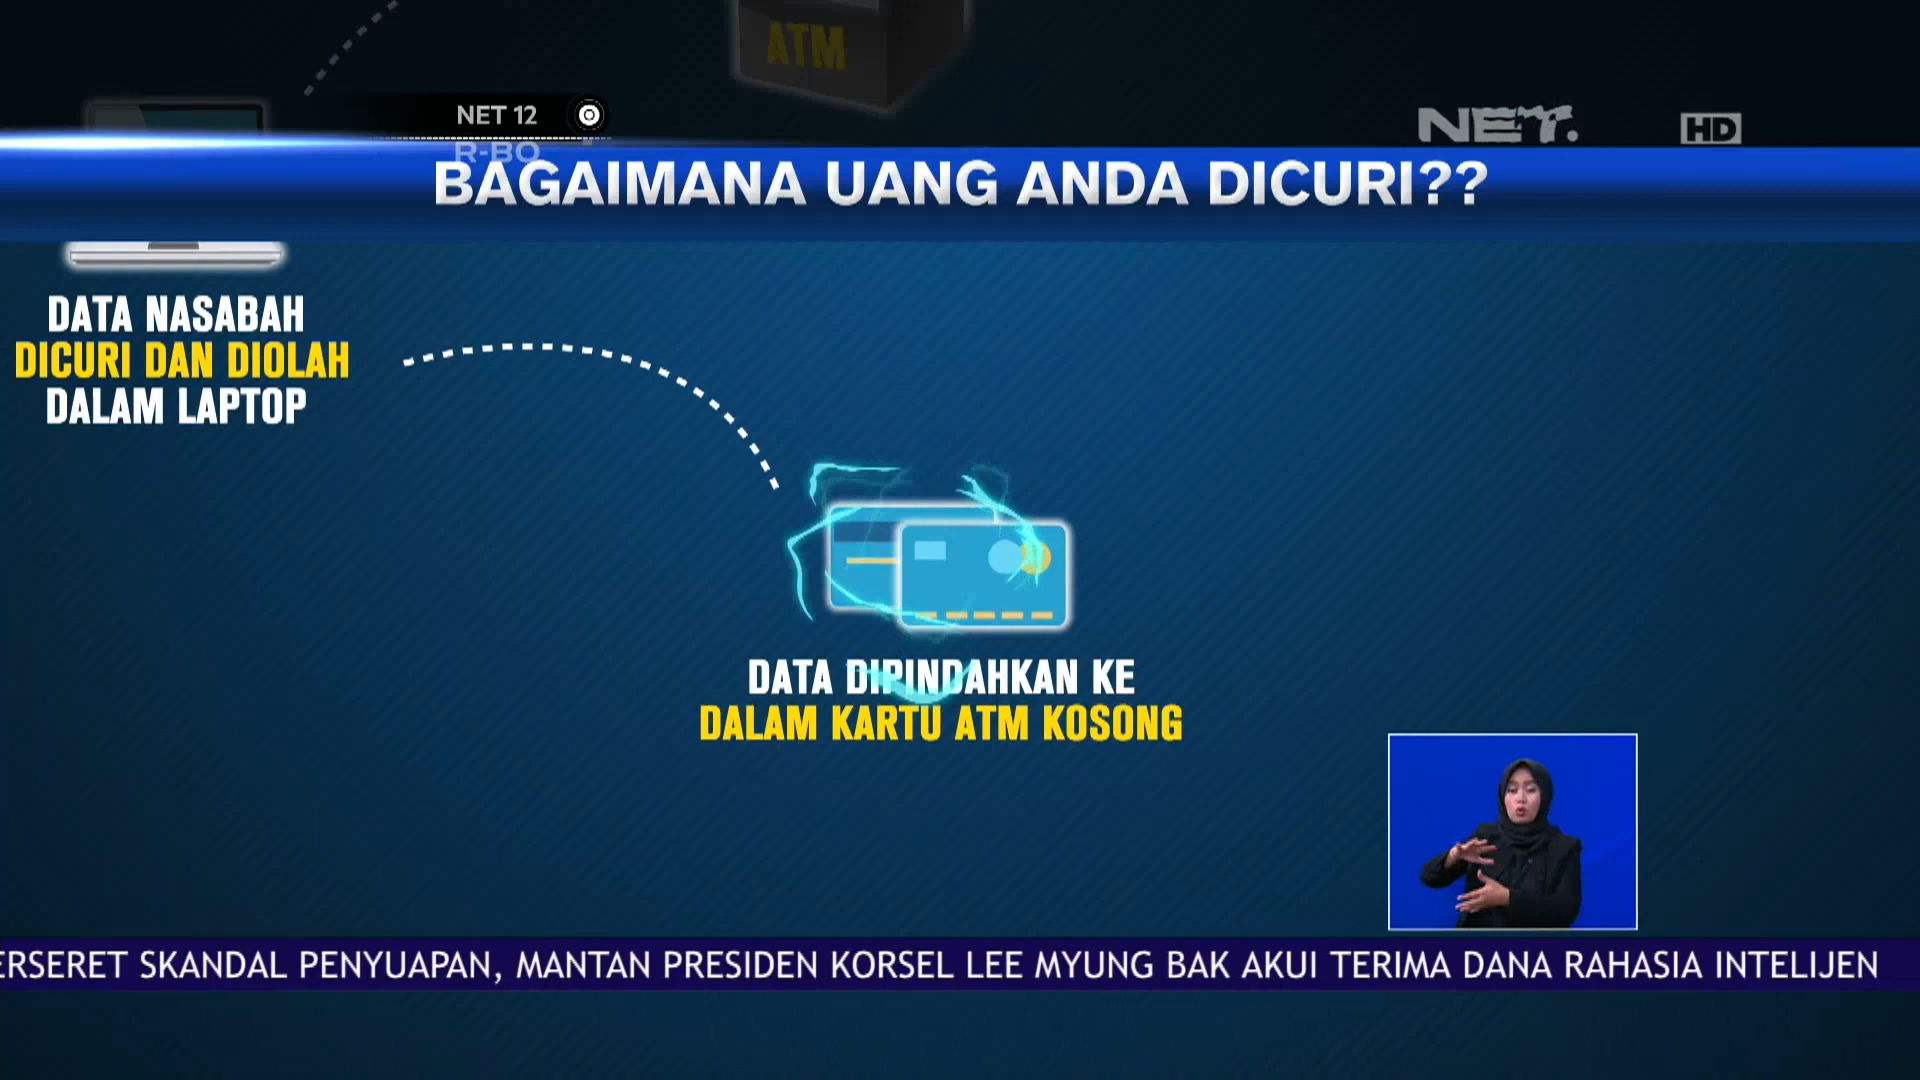 ATM
NET 12
R-BO
NET.
HD
BAGAIMANA UANG ANDA DICURI??
DATA NASABAH
DICURI DAN DIOLAH
DALAM LAPTOP
DATA DIPINDAHKAN KE
DALAM KARTU ATM KOSONG
ERSERET SKANDAL PENYUAPAN, MANTAN PRESIDEN KORSEL LEE MYUNG BAK AKUI TERIMA DANA RAHASIA INTELIJEN